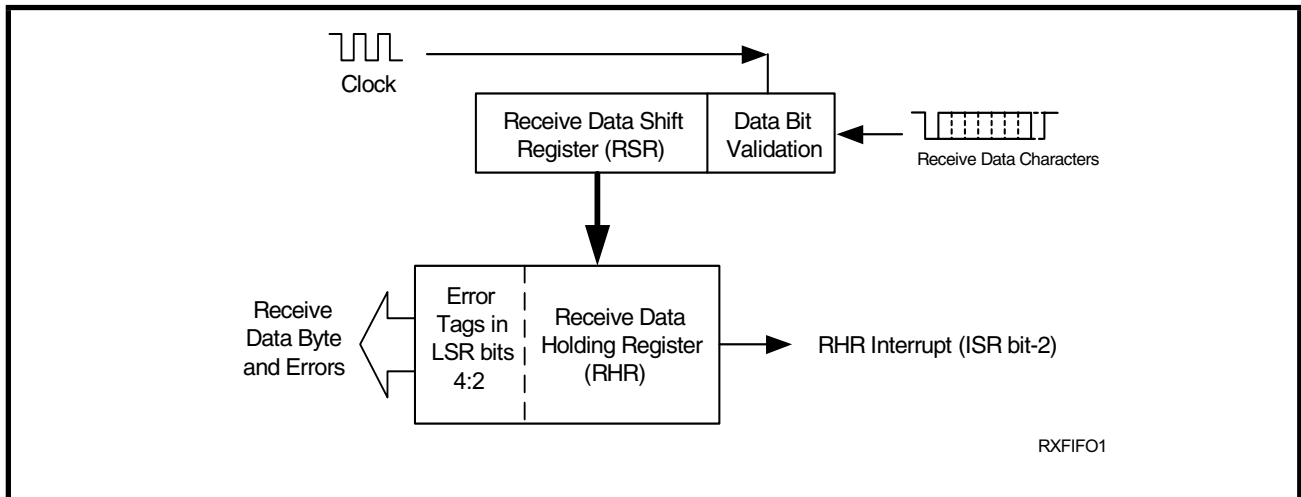 Clock
Receive Data Shift
Register (RSR)
Data Bit
Validation
Receive Data Characters
Receive
Data Byte
and Errors
Error
Tags in
LSR bits
4:2
Receive Data
Holding Register
(RHR)
RHR Interrupt (ISR bit-2)
RXFIFO1